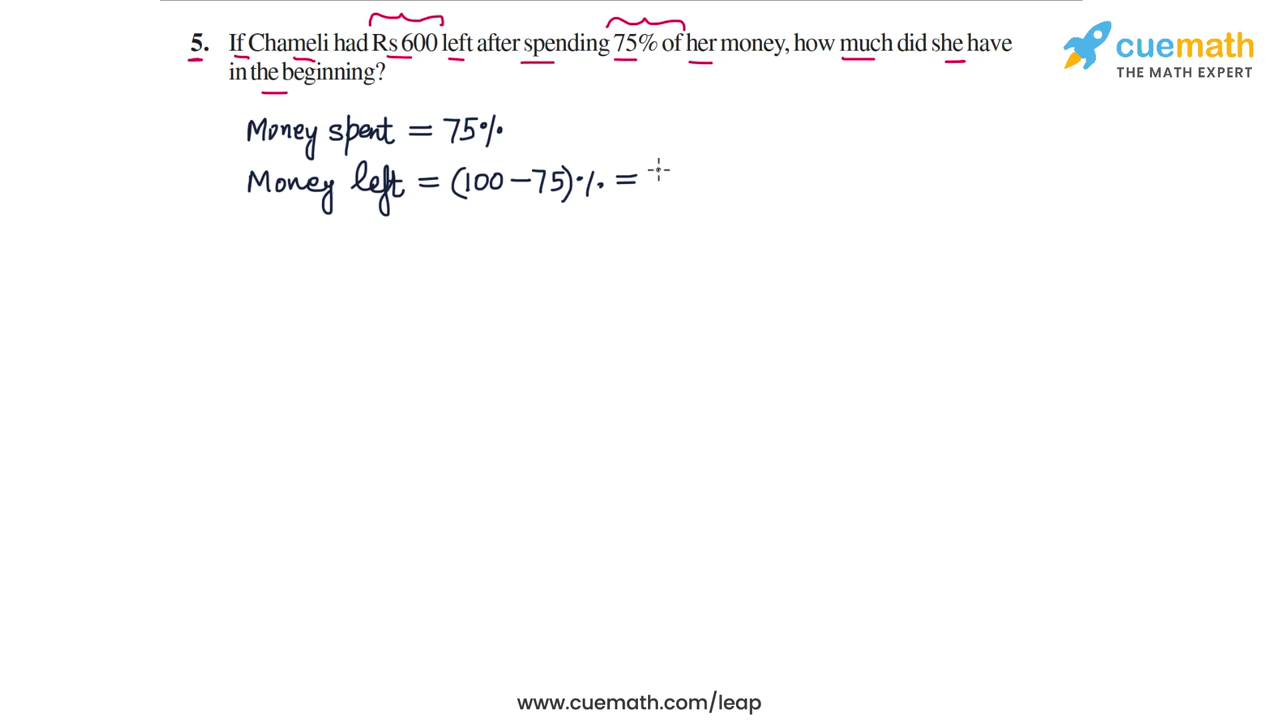 5. If Chameli had Rs 600 left after spending 75% of her money, how much did she have
in the beginning?
cuemath
THE MATH EXPERT
Money spent = 75%
Money left = (100-75)% =
www.cuemath.com/leap